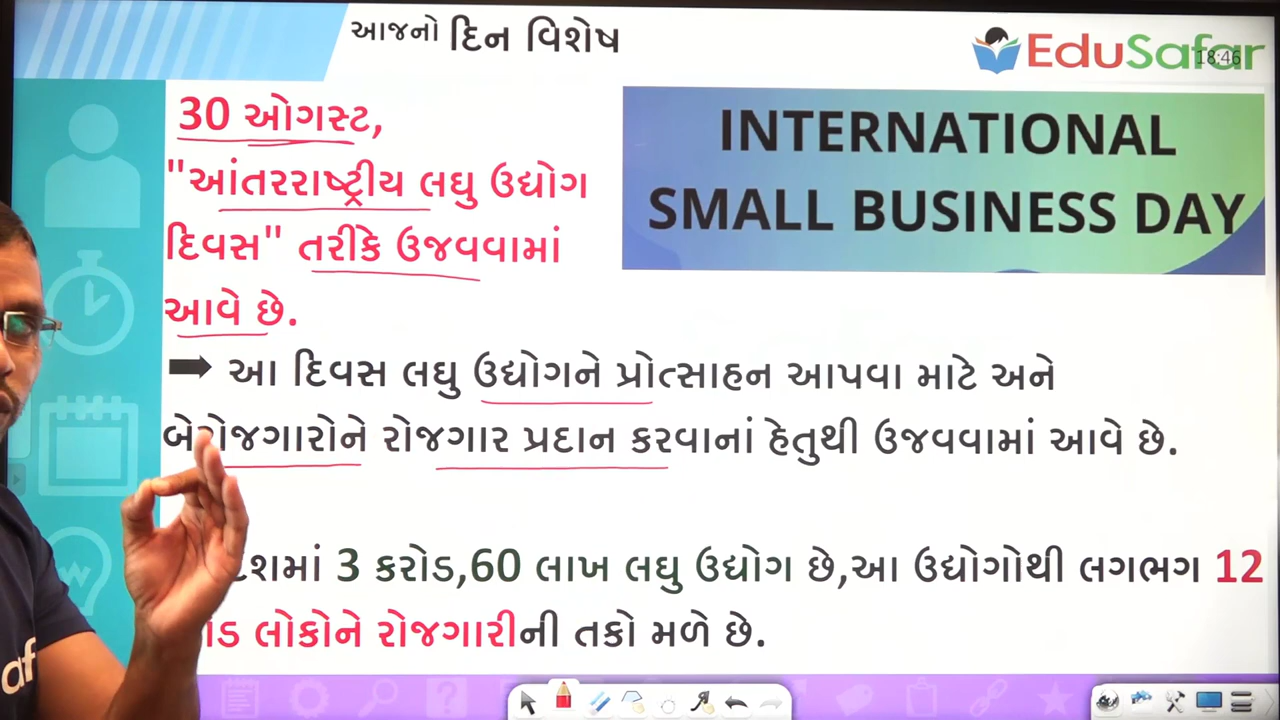 આજનો દિન વિશેષ
EduSafar
18:46
30 ઓગસ્ટ,
"આંતરરાષ્ટ્રીય લઘુ ઉદ્યોગ
દિવસ" તરીકે ઉજવવામાં
આવે છે.
INTERNATIONAL
SMALL BUSINESS DAY
➡ આ દિવસ લઘુ ઉદ્યોગને પ્રોત્સાહન આપવા માટે અને
બેરોજગારોને રોજગાર પ્રદાન કરવાનાં હેતુથી ઉજવવામાં આવે છે.
3 કરોડ,60 લાખ લઘુ ઉદ્યોગ છે,આ ઉદ્યોગોથી લગભગ 12
લોકોને રોજગારીની તકો મળે છે.
af